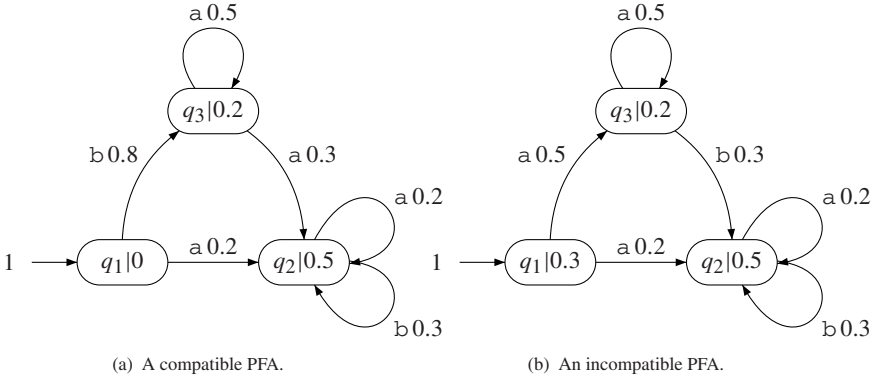 a 0.5
a 0.5
q3|0.2
q3|0.2
b 0.8
a 0.3
a 0.5
b 0.3
a 0.2
a 0.2
1
q1|0
a 0.2
q2|0.5
1
q1|0.3
a 0.2
q2|0.5
b 0.3
b 0.3
(a) A compatible PFA.
(b) An incompatible PFA.